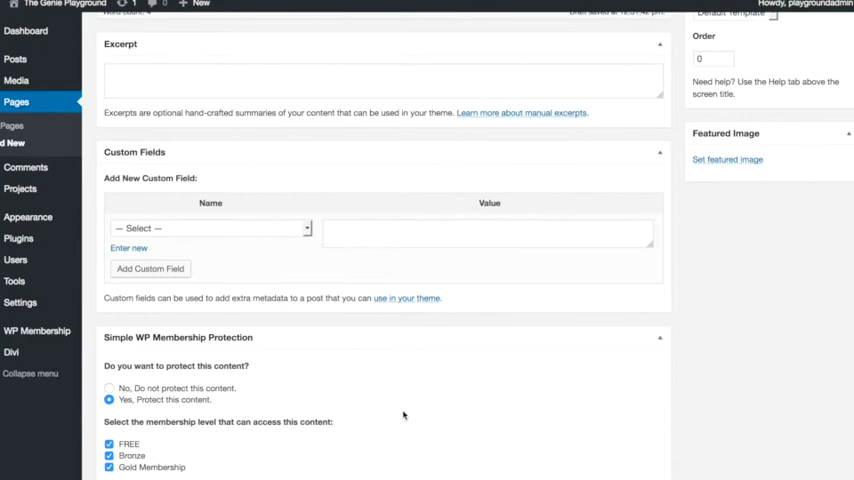 The Genie Playground 1 0 New Howdy, playgroundadmin
Dashboard
Posts
Media
Pages
Pages
d New
Comments
Projects
Appearance
Plugins
Users
Tools
Settings
WP Membership
Divi
Collapse menu
Excerpt
Excerpts are optional hand-crafted summaries of your content that can be used in your theme. Learn more about manual excerpts.
Custom Fields
Add New Custom Field:
Name Value
— Select —
Enter new
Add Custom Field
Custom fields can be used to add extra metadata to a post that you can use in your theme.
Simple WP Membership Protection
Do you want to protect this content?
No, Do not protect this content.
Yes, Protect this content.
Select the membership level that can access this content:
FREE
Bronze
Gold Membership
Default Template
Order
0
Need help? Use the Help tab above the
screen title.
Featured Image
Set featured image